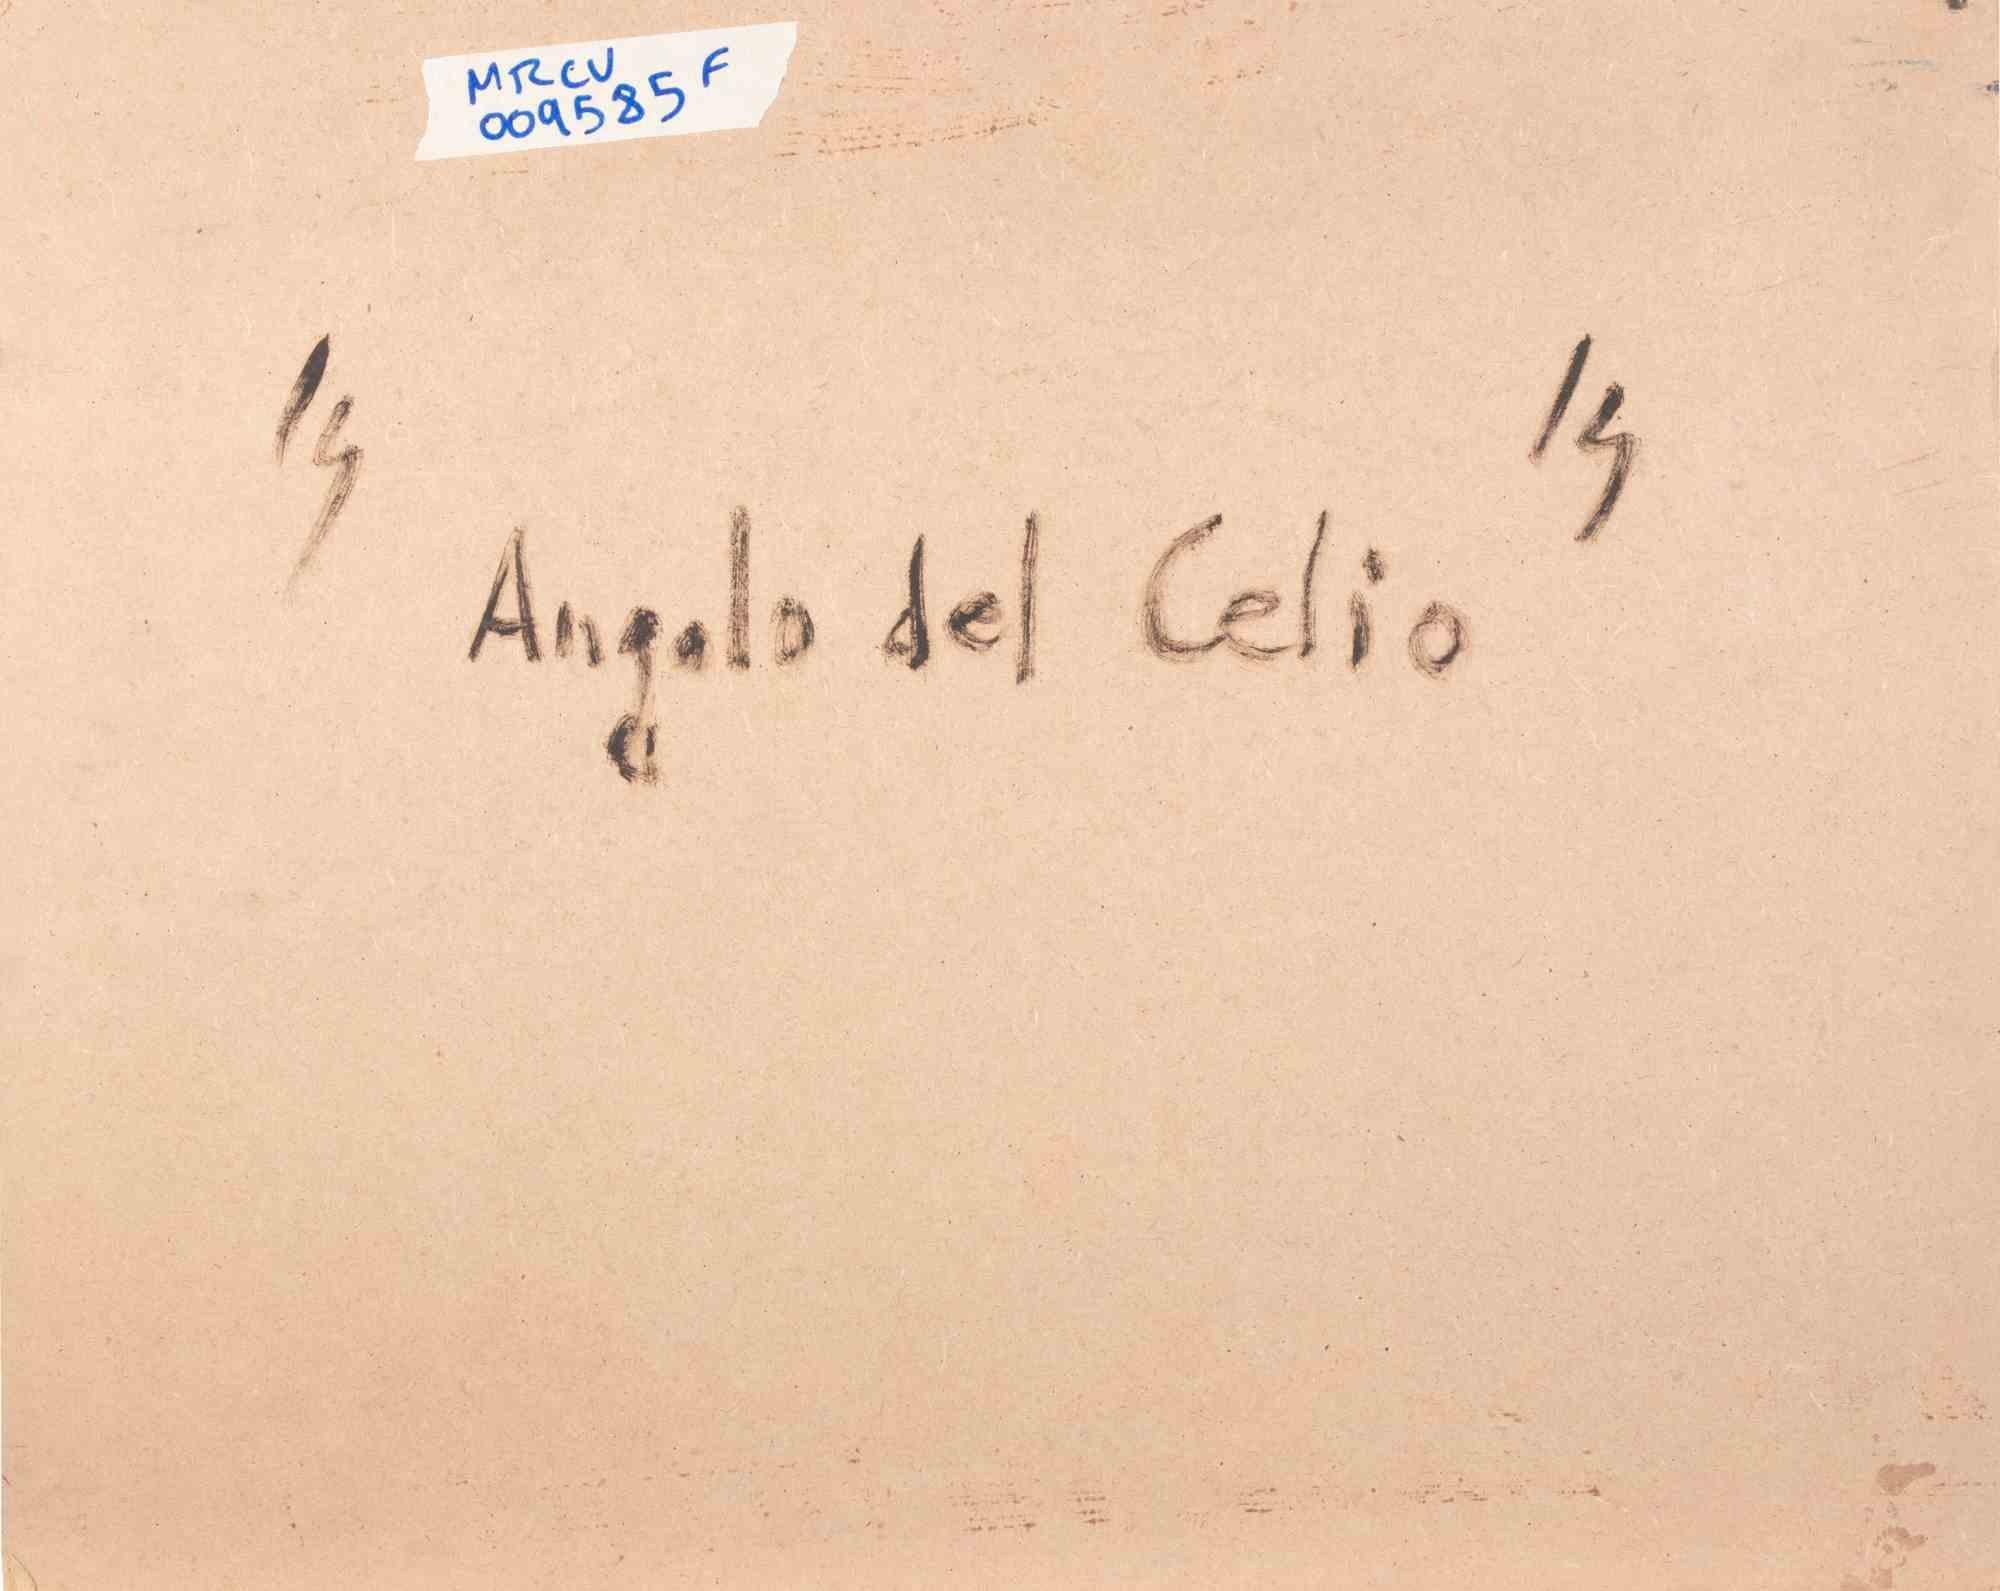 MRCV
009585 F
" Angolo del Celio "